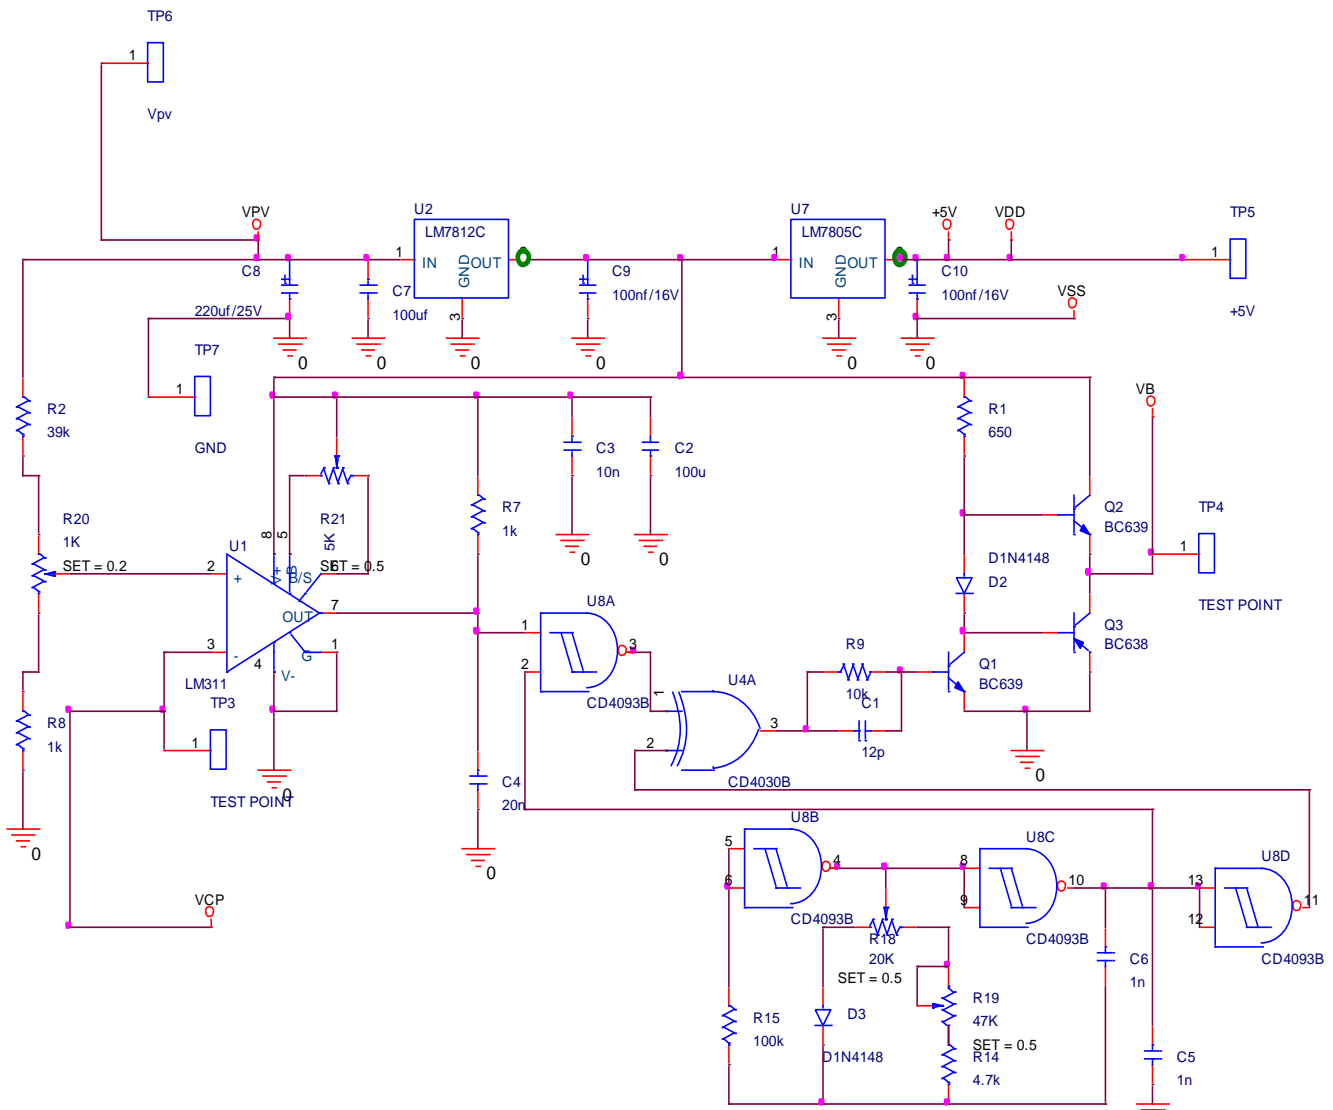 TP6
1
Vpv
VPV
U2
LM7812C
1
IN
OUT
GND
3
C8
220uf/25V
C7
100uf
C9
100nf/16V
U7
LM7805C
1
IN
OUT
GND
3
+5V
VDD
C10
100nf/16V
VSS
TP5
1
+5V
0
0
0
0
0
0
TP7
1
GND
R2
39k
R20
1K
SET = 0.2
R8
1k
0
R21
5K
SET = 0.5
U1
8
5
6
V+
B
B/S
2
+
3
-
OUT
7
G
1
4
V-
LM311
TP3
1
TEST POINT
0
VCP
R7
1k
C3
10n
C2
100u
0
0
C4
20n
0
U8A
1
2
3
CD4093B
U4A
1
2
3
CD4030B
R9
10k
C1
12p
R1
650
D1N4148
D2
Q1
BC639
Q2
BC639
Q3
BC638
0
VB
TP4
1
TEST POINT
U8B
5
6
4
CD4093B
U8C
8
9
10
CD4093B
U8D
13
12
11
CD4093B
R18
20K
SET = 0.5
R19
47K
SET = 0.5
R14
4.7k
R15
100k
D3
D1N4148
C6
1n
C5
1n